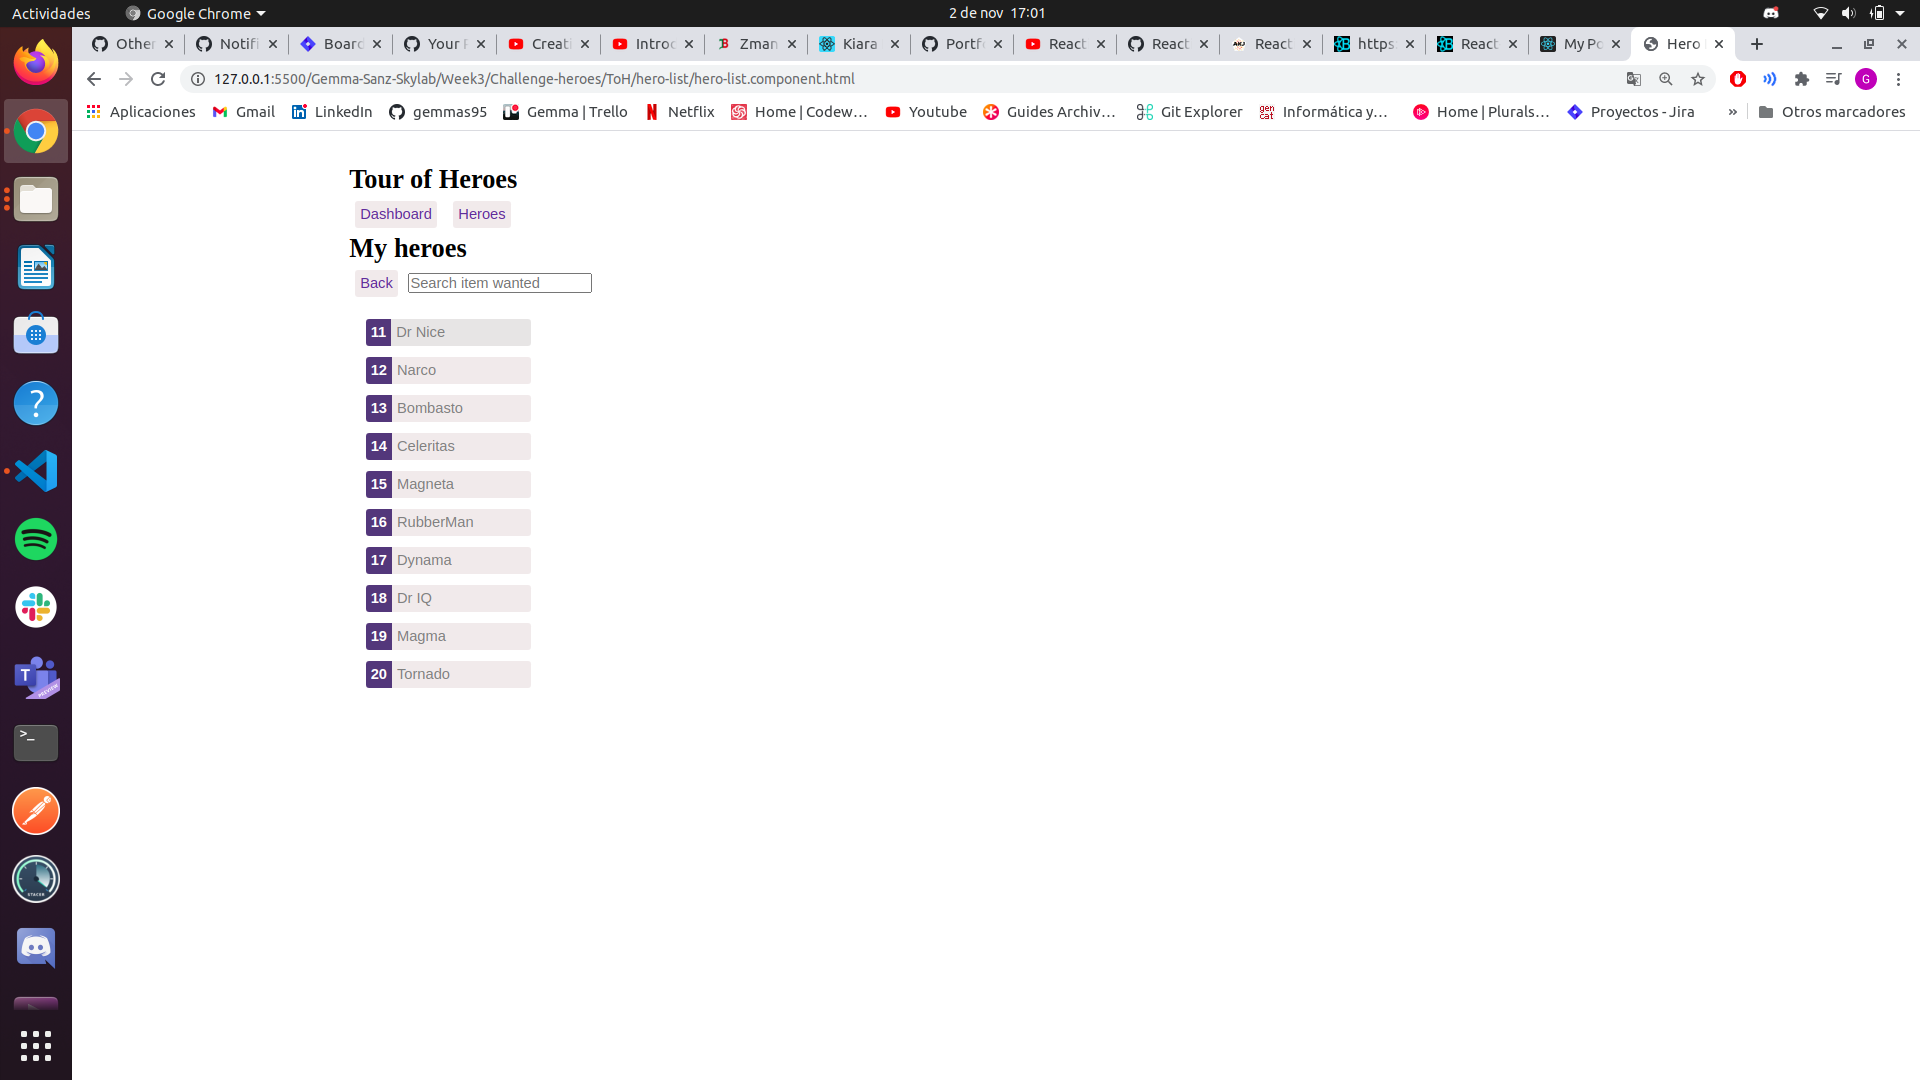 Actividades Google Chrome 2 de nov 17:01
Other Notifi Board Your Creati Introd Zman Kiara Portf React React React https: React My Po Hero
127.0.0.1:5500/Gemma-Sanz-Skylab/Week3/Challenge-heroes/ToH/hero-list/hero-list.component.html G
Aplicaciones Gmail LinkedIn gemmas95 Gemma | Trello Netflix Home | Codew… Youtube Guides Archiv… Git Explorer gencat Informática y… Home | Plurals… Proyectos - Jira » Otros marcadores
Tour of Heroes
Dashboard Heroes
My heroes
Back Search item wanted
11 Dr Nice
12 Narco
13 Bombasto
14 Celeritas
15 Magneta
16 RubberMan
17 Dynama
18 Dr IQ
19 Magma
20 Tornado